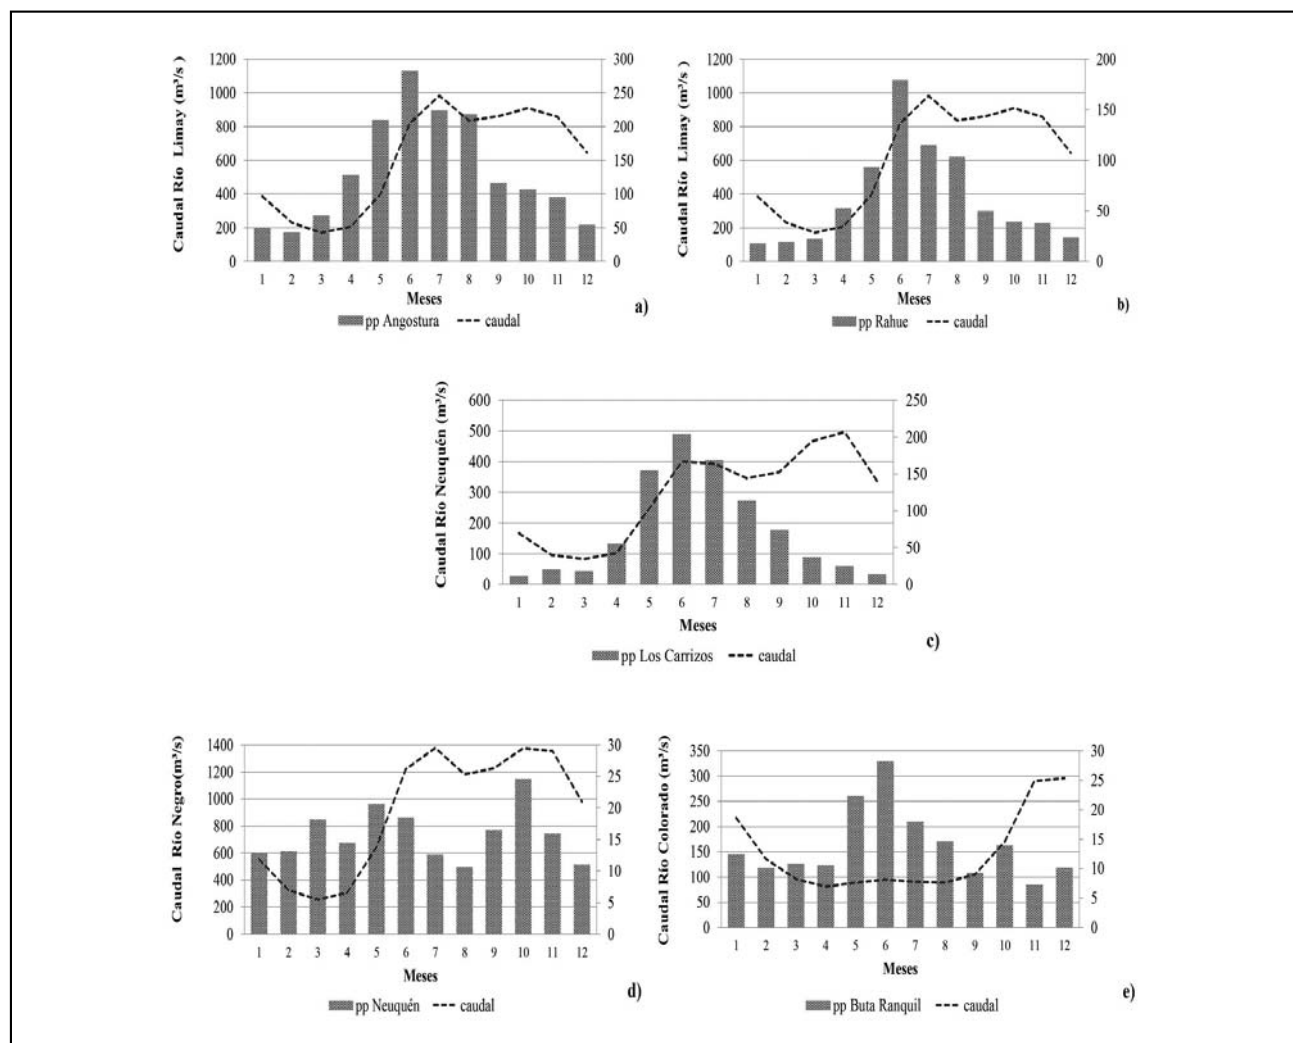 Caudal Río Limay (m³/s)
1200 1000 800 600 400 200 0
300 250 200 150 100 50 0
1 2 3 4 5 6 7 8 9 10 11 12
Meses
a)
pp Angostura caudal
Caudal Río Limay (m³/s )
1200 1000 800 600 400 200 0
200 150 100 50 0
1 2 3 4 5 6 7 8 9 10 11 12
Meses
b)
pp Rahue caudal
Caudal Río Neuquén (m³/s)
600 500 400 300 200 100 0
250 200 150 100 50 0
1 2 3 4 5 6 7 8 9 10 11 12
Meses
c)
pp Los Carrizos caudal
Caudal Río Negro(m³/s)
1400 1200 1000 800 600 400 200 0
30 25 20 15 10 5 0
1 2 3 4 5 6 7 8 9 10 11 12
Meses
d)
pp Neuquén caudal
Caudal Río Colorado (m³/s)
350 300 250 200 150 100 50 0
30 25 20 15 10 5 0
1 2 3 4 5 6 7 8 9 10 11 12
Meses
e)
pp Buta Ranquil caudal